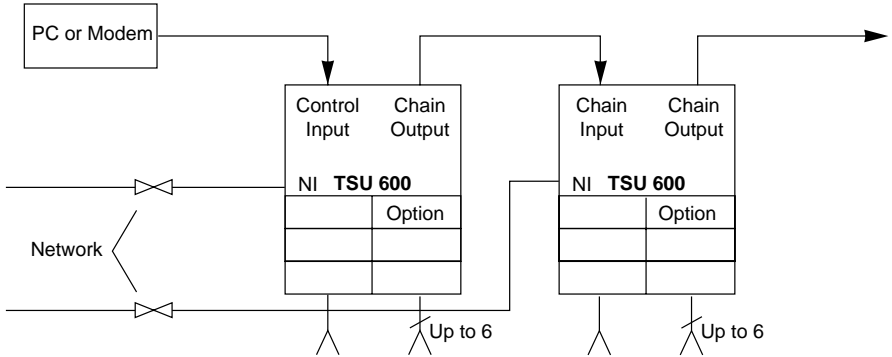 PC or Modem
Control Input
Chain Output
NI TSU 600
Option
Up to 6
Chain Input
Chain Output
NI TSU 600
Option
Up to 6
Network